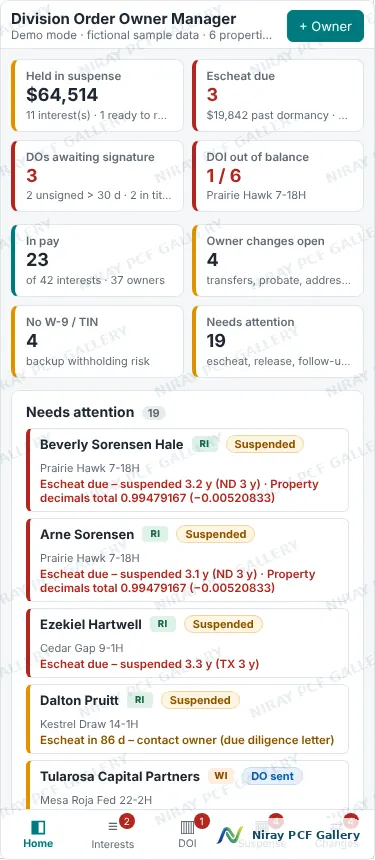 Division Order Owner Manager
Demo mode · fictional sample data · 6 properti...
+ Owner
Held in suspense
$64,514
11 interest(s) · 1 ready to r...
Escheat due
3
$19,842 past dormancy · ...
DOs awaiting signature
3
2 unsigned > 30 d · 2 in tit...
DOI out of balance
1 / 6
Prairie Hawk 7-18H
In pay
23
of 42 interests · 37 owners
Owner changes open
4
transfers, probate, addres...
No W-9 / TIN
4
backup withholding risk
Needs attention
19
escheat, release, follow-u...
Needs attention 19
Beverly Sorensen Hale RI Suspended
Prairie Hawk 7-18H
Escheat due – suspended 3.2 y (ND 3 y) · Property
decimals total 0.99479167 (−0.00520833)
Arne Sorensen RI Suspended
Prairie Hawk 7-18H
Escheat due – suspended 3.1 y (ND 3 y) · Property
decimals total 0.99479167 (−0.00520833)
Ezekiel Hartwell RI Suspended
Cedar Gap 9-1H
Escheat due – suspended 3.3 y (TX 3 y)
Dalton Pruitt RI Suspended
Kestrel Draw 14-1H
Escheat in 86 d – contact owner (due diligence letter)
Tularosa Capital Partners WI DO sent
Mesa Roja Fed 22-2H
Home
2
Interests
1
DOI
Suspense
Changes
Niray PCF Gallery
NIRAY PCF GALLERY